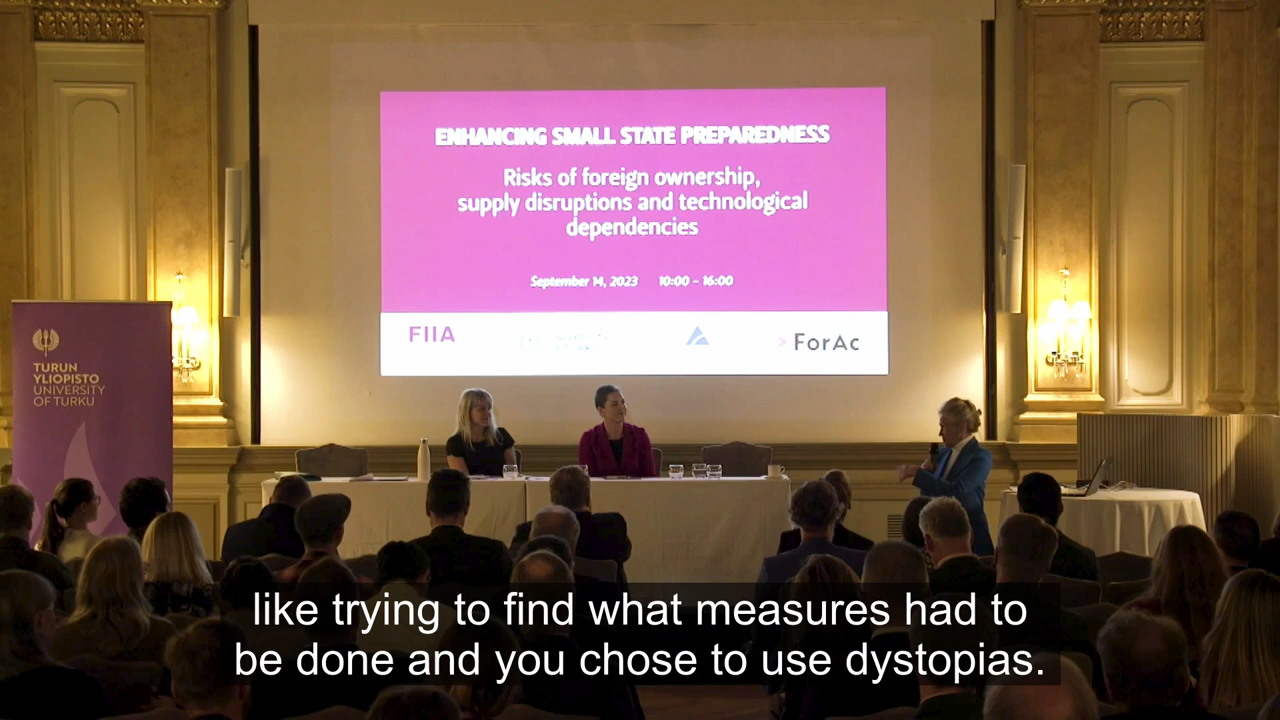 ENHANCING SMALL STATE PREPAREDNESS
Risks of foreign ownership,
supply disruptions and technological
dependencies
September 14, 2023 10:00 – 16:00
FIIA
> ForAc
TURUN
YLIOPISTO
UNIVERSITY
OF TURKU
like trying to find what measures had to
be done and you chose to use dystopias.